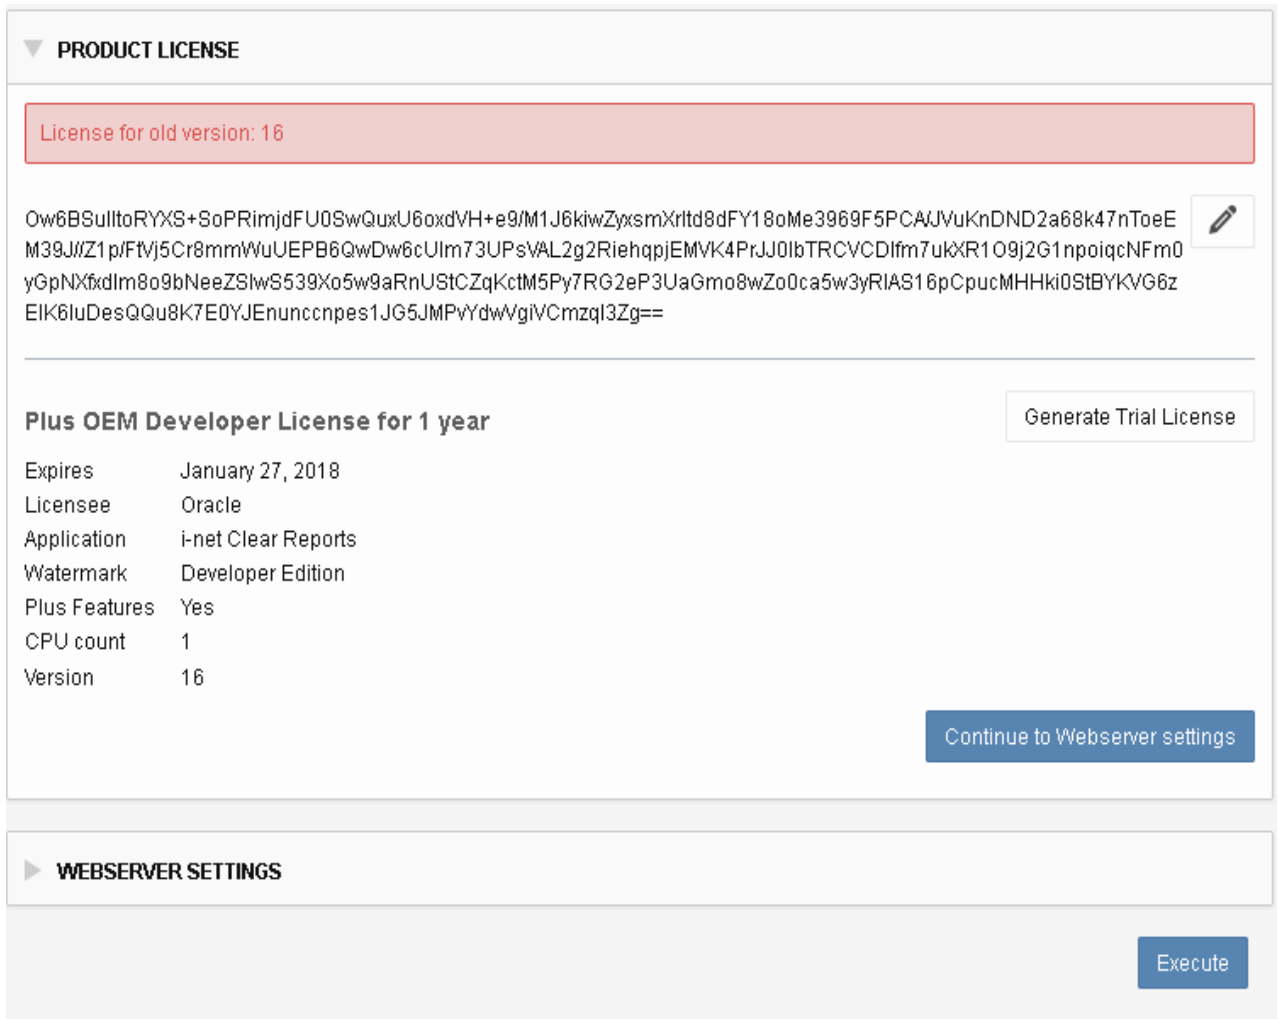 PRODUCT LICENSE
License for old version: 16
Ow6BSulltoRYXS+SoPRimjdFU0SwQuxU6oxdVH+e9/M1J6kiwZyxsmXrltd8dFY18oMe3969F5PCA/JVuKnDND2a68k47nToeE
M39J//Z1p/FtVj5Cr8mmWuUEPB6QwDw6cUlm73UPsVAL2g2RiehqpjEMVK4PrJJ0lbTRCVCDlfm7ukXR1O9j2G1npoiqcNFm0
yGpNXfxdlm8o9bNeeZSlwS539Xo5w9aRnUStCZqKctM5Py7RG2eP3UaGmo8wZo0ca5w3yRlAS16pCpucMHHki0StBYKVG6z
ElK6luDesQQu8K7E0YJEnunccnpes1JG5JMPvYdwVgiVCmzql3Zg==
Plus OEM Developer License for 1 year
Generate Trial License
Expires January 27, 2018
Licensee Oracle
Application i-net Clear Reports
Watermark Developer Edition
Plus Features Yes
CPU count 1
Version 16
Continue to Webserver settings
WEBSERVER SETTINGS
Execute